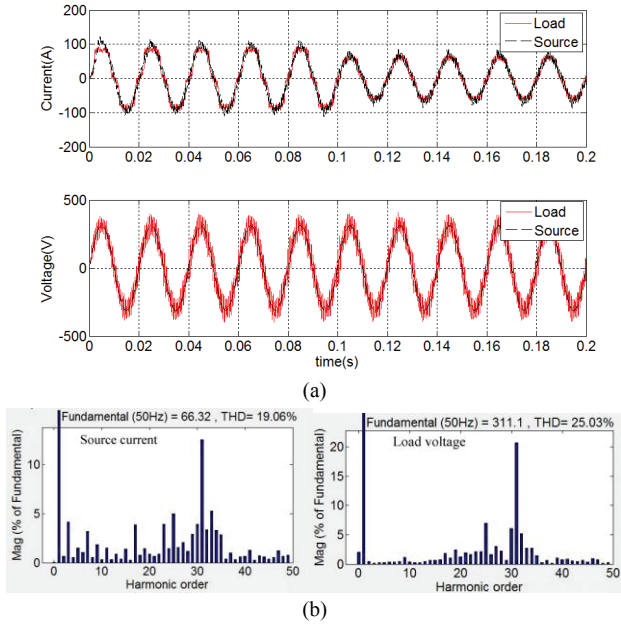 200
100
0
-100
-200
Current(A)
Load
Source
0 0.02 0.04 0.06 0.08 0.1 0.12 0.14 0.16 0.18 0.2
500
0
-500
Voltage(V)
Load
Source
0 0.02 0.04 0.06 0.08 0.1 0.12 0.14 0.16 0.18 0.2
time(s)
(a)
Fundamental (50Hz) = 66.32 , THD= 19.06%
Source current
10
5
0
Mag (% of Fundamental)
0 10 20 30 40 50
Harmonic order
Fundamental (50Hz) = 311.1 , THD= 25.03%
Load voltage
20
15
10
5
0
Mag (% of Fundamental)
0 10 20 30 40 50
Harmonic order
(b)